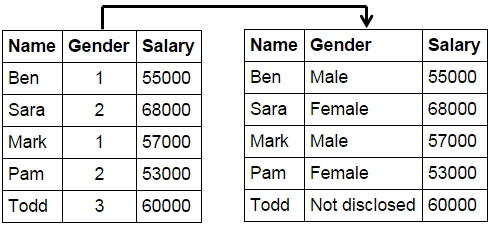 Name Gender Salary
Ben 1 55000
Sara 2 68000
Mark 1 57000
Pam 2 53000
Todd 3 60000
Name Gender Salary
Ben Male 55000
Sara Female 68000
Mark Male 57000
Pam Female 53000
Todd Not disclosed 60000